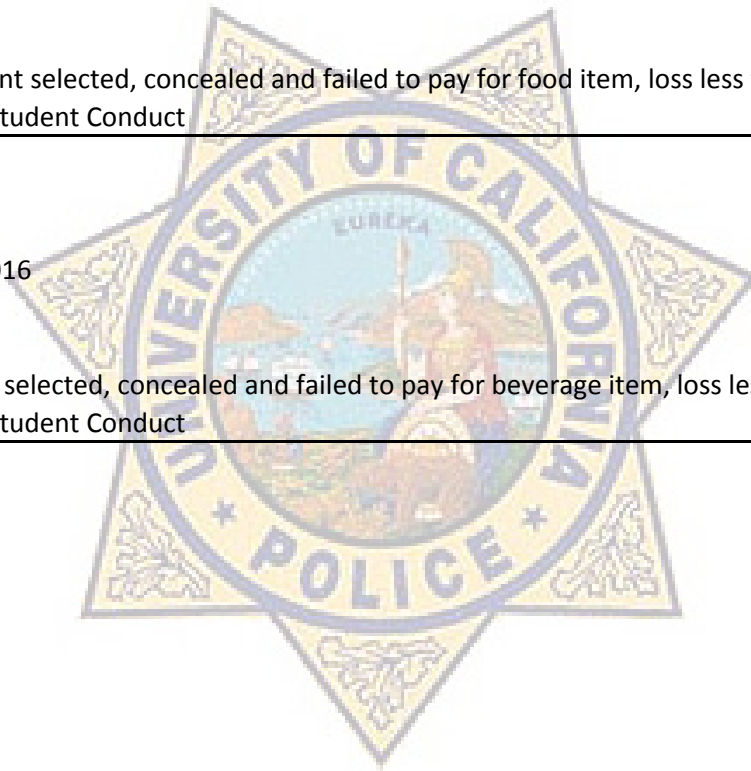 nt selected, concealed and failed to pay for food item, loss less
tudent Conduct
UNIVERSITY OF CALIFORNIA
EUREKA
16
selected, concealed and failed to pay for beverage item, loss le
tudent Conduct
POLICE